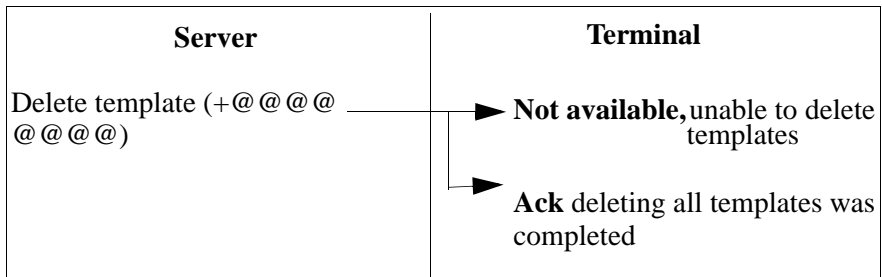 Server
Terminal
Delete template (+@@@@
@@@@)
Not available, unable to delete
templates
Ack deleting all templates was
completed